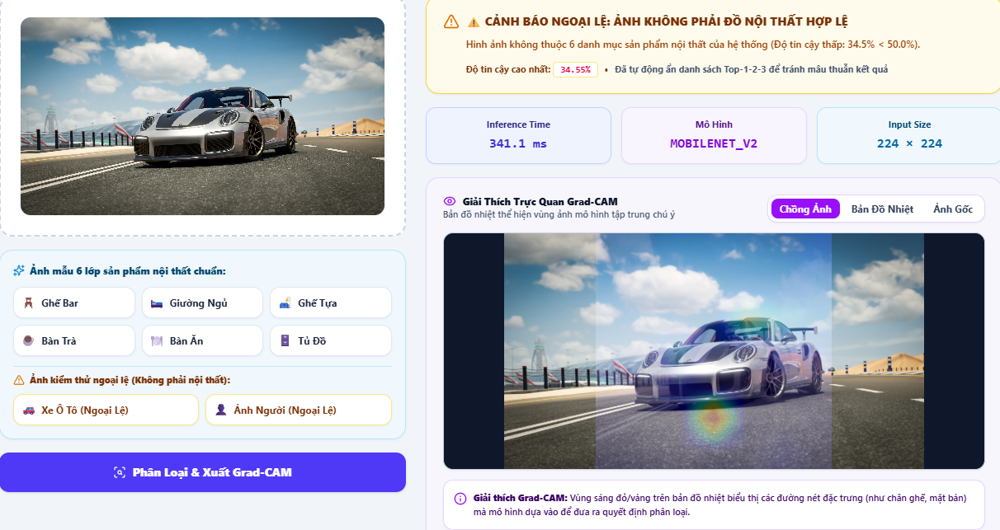 ⚠️ CẢNH BÁO NGOẠI LỆ: ẢNH KHÔNG PHẢI ĐỒ NỘI THẤT HỢP LỆ
Hình ảnh không thuộc 6 danh mục sản phẩm nội thất của hệ thống (Độ tin cậy thấp: 34.5% < 50.0%).
Độ tin cậy cao nhất: 34.55% • Đã tự động ẩn danh sách Top-1-2-3 để tránh mâu thuẫn kết quả
Inference Time
341.1 ms
Mô Hình
MOBILENET_V2
Input Size
224 × 224
Giải Thích Trực Quan Grad-CAM
Bản đồ nhiệt thể hiện vùng ảnh mô hình tập trung chú ý
Chồng Ảnh
Bản Đồ Nhiệt
Ảnh Gốc
Ảnh mẫu 6 lớp sản phẩm nội thất chuẩn:
Ghế Bar
Giường Ngủ
Ghế Tựa
Bàn Trà
Bàn Ăn
Tủ Đồ
Ảnh kiểm thử ngoại lệ (Không phải nội thất):
Xe Ô Tô (Ngoại Lệ)
Ảnh Người (Ngoại Lệ)
Phân Loại & Xuất Grad-CAM
Giải thích Grad-CAM: Vùng sáng đỏ/vàng trên bản đồ nhiệt biểu thị các đường nét đặc trưng (như chân ghế, mặt bàn)
mà mô hình dựa vào để đưa ra quyết định phân loại.